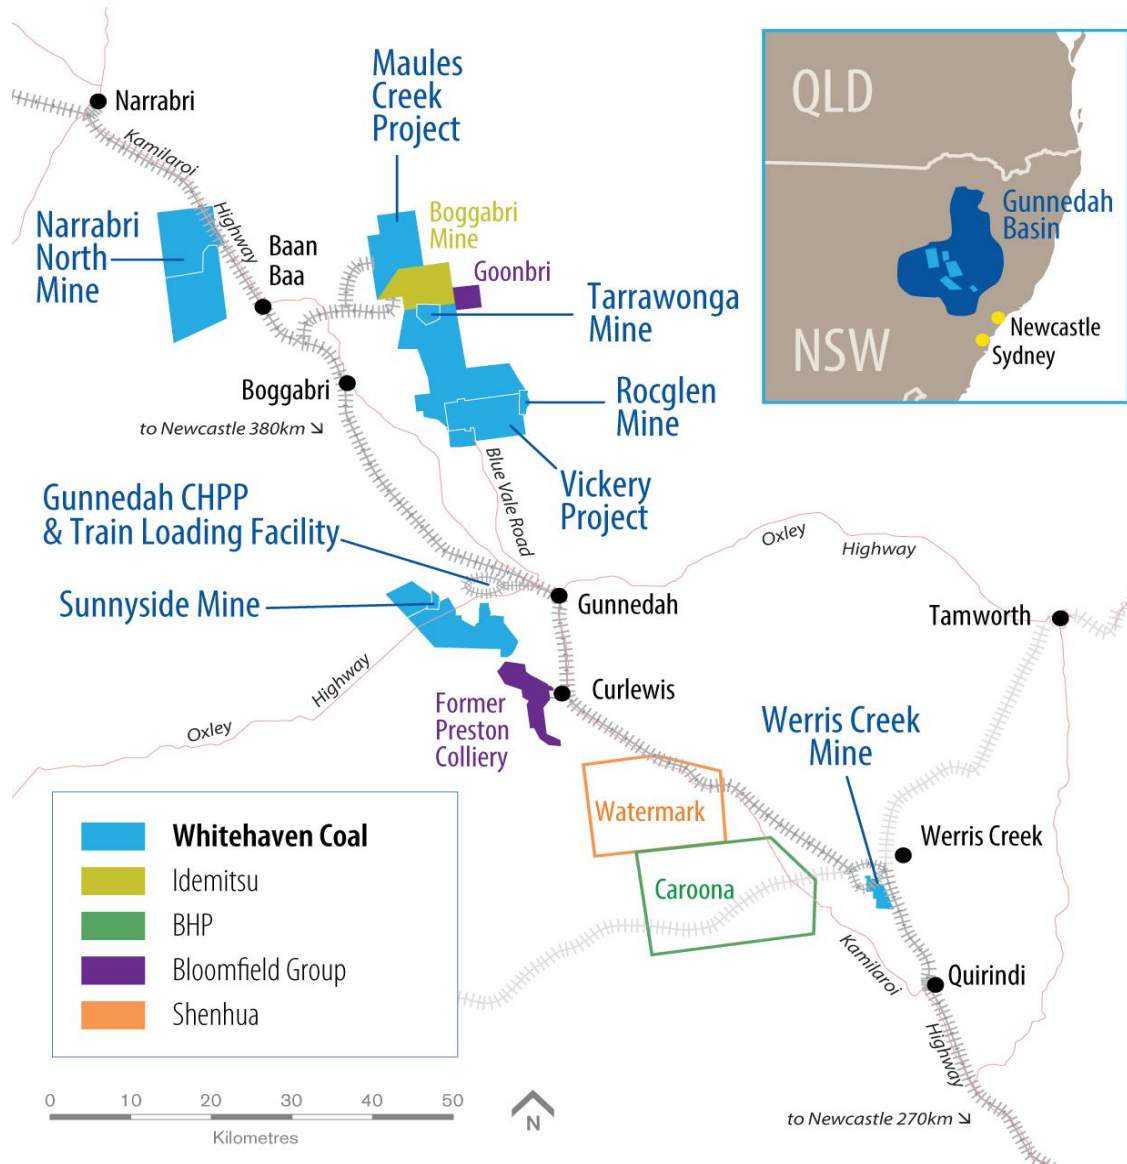 Maules
Creek
Project
Narrabri
Kamilaroi
Highway
Narrabri
North
Mine
Baan
Baa
Boggabri
Mine
Goonbri
Tarrawonga
Mine
Boggabri
to Newcastle 380km ↘
Rocglen
Mine
Vickery
Project
Blue Vale Road
Gunnedah CHPP
& Train Loading Facility
Sunnyside Mine
Gunnedah
Oxley
Highway
Tamworth
Highway
Oxley
Curlewis
Former
Preston
Colliery
Watermark
Caroona
Werris Creek
Mine
Werris Creek
Kamilaroi
Quirindi
Highway
to Newcastle 270km ↘
QLD
NSW
Gunnedah
Basin
Newcastle
Sydney
Whitehaven Coal
Idemitsu
BHP
Bloomfield Group
Shenhua
0 10 20 30 40 50
Kilometres
N